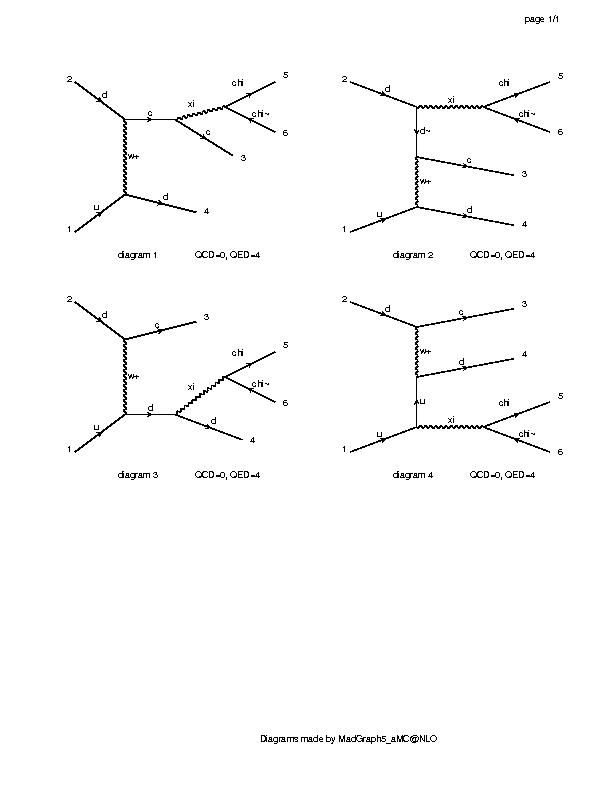 page 1/1
2
d
c
xi
chi
5
chi~
6
c
3
w+
u
d
4
1
diagram 1 QCD=0, QED=4
2
d
xi
chi
5
chi~
6
d~
c
3
w+
u
d
4
1
diagram 2 QCD=0, QED=4
2
d
c
3
w+
chi
5
xi
chi~
6
u
d
d
4
1
diagram 3 QCD=0, QED=4
2
d
c
3
w+
d
4
u
chi
5
xi
u
chi~
6
1
diagram 4 QCD=0, QED=4
Diagrams made by MadGraph5_aMC@NLO